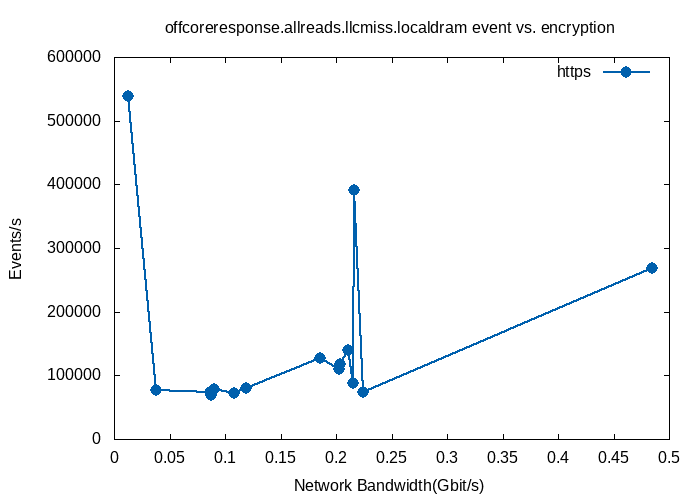 offcoreresponse.allreads.llcmiss.localdram event vs. encryption
600000
500000
400000
300000
200000
100000
0
https
Events/s
0 0.05 0.1 0.15 0.2 0.25 0.3 0.35 0.4 0.45 0.5
Network Bandwidth(Gbit/s)